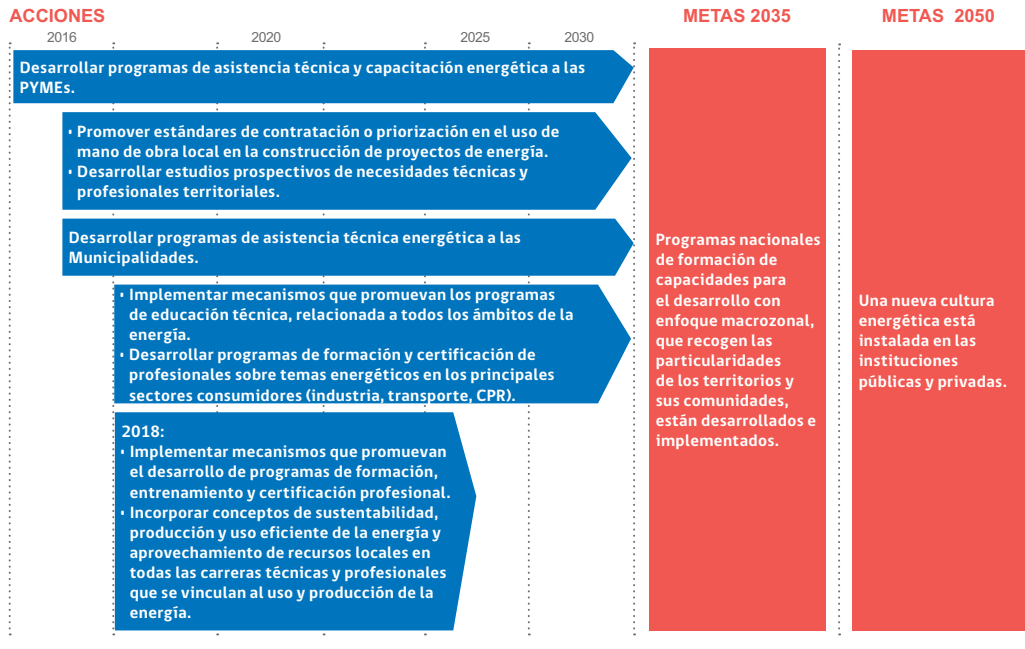 ACCIONES
METAS 2035
METAS 2050
2016
2020
2025
2030
Desarrollar programas de asistencia técnica y capacitación energética a las
PYMEs.
• Promover estándares de contratación o priorización en el uso de
mano de obra local en la construcción de proyectos de energía.
• Desarrollar estudios prospectivos de necesidades técnicas y
profesionales territoriales.
Desarrollar programas de asistencia técnica energética a las
Municipalidades.
• Implementar mecanismos que promuevan los programas
de educación técnica, relacionada a todos los ámbitos de la
energía.
• Desarrollar programas de formación y certificación de
profesionales sobre temas energéticos en los principales
sectores consumidores (industria, transporte, CPR).
2018:
• Implementar mecanismos que promuevan
el desarrollo de programas de formación,
entrenamiento y certificación profesional.
• Incorporar conceptos de sustentabilidad,
producción y uso eficiente de la energía y
aprovechamiento de recursos locales en
todas las carreras técnicas y profesionales
que se vinculan al uso y producción de la
energía.
Programas nacionales
de formación de
capacidades para
el desarrollo con
enfoque macrozonal,
que recogen las
particularidades
de los territorios y
sus comunidades,
están desarrollados e
implementados.
Una nueva cultura
energética está
instalada en las
instituciones
públicas y privadas.